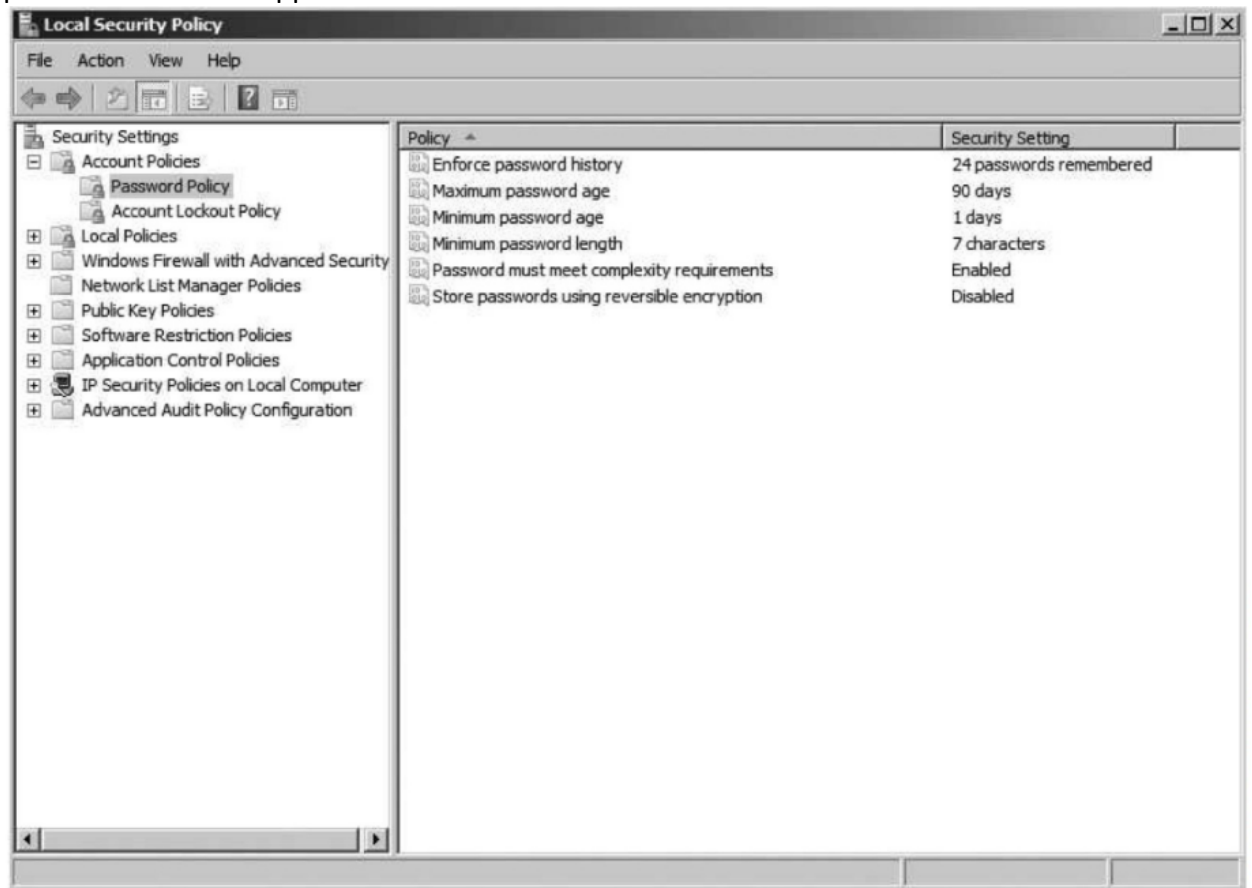 Local Security Policy
File Action View Help
Security Settings
Account Policies
Password Policy
Account Lockout Policy
Local Policies
Windows Firewall with Advanced Security
Network List Manager Policies
Public Key Policies
Software Restriction Policies
Application Control Policies
IP Security Policies on Local Computer
Advanced Audit Policy Configuration
Policy Security Setting
Enforce password history 24 passwords remembered
Maximum password age 90 days
Minimum password age 1 days
Minimum password length 7 characters
Password must meet complexity requirements Enabled
Store passwords using reversible encryption Disabled